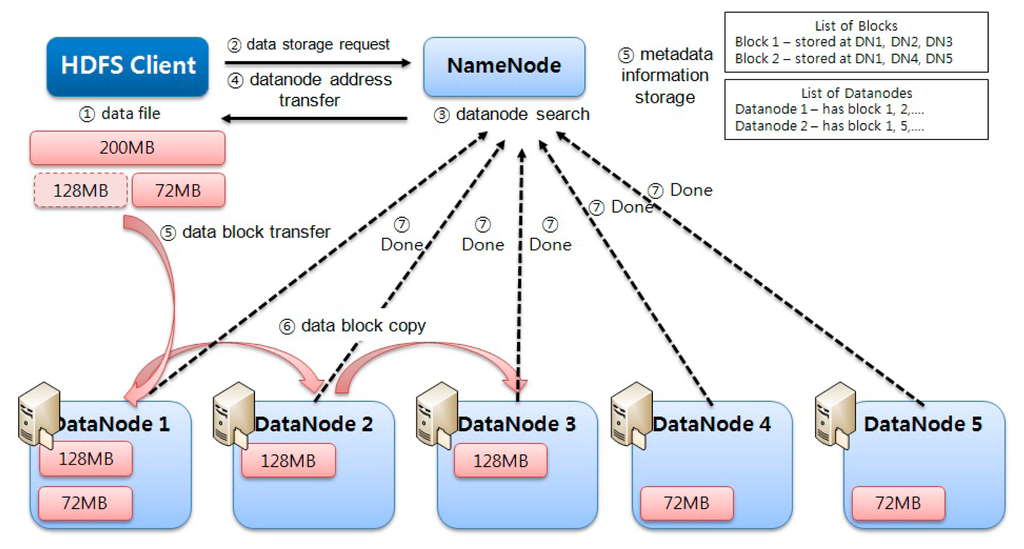 HDFS Client
② data storage request
④ datanode address
transfer
NameNode
③ datanode search
⑤ metadata
information
storage
List of Blocks
Block 1 – stored at DN1, DN2, DN3
Block 2 – stored at DN1, DN4, DN5
List of Datanodes
Datanode 1 – has block 1, 2,....
Datanode 2 – has block 1, 5,....
① data file
200MB
128MB
72MB
⑤ data block transfer
⑦
Done
⑦
Done
⑦
Done
⑦ Done
⑦ Done
⑥ data block copy
DataNode 1
128MB
72MB
DataNode 2
128MB
DataNode 3
128MB
DataNode 4
72MB
DataNode 5
72MB